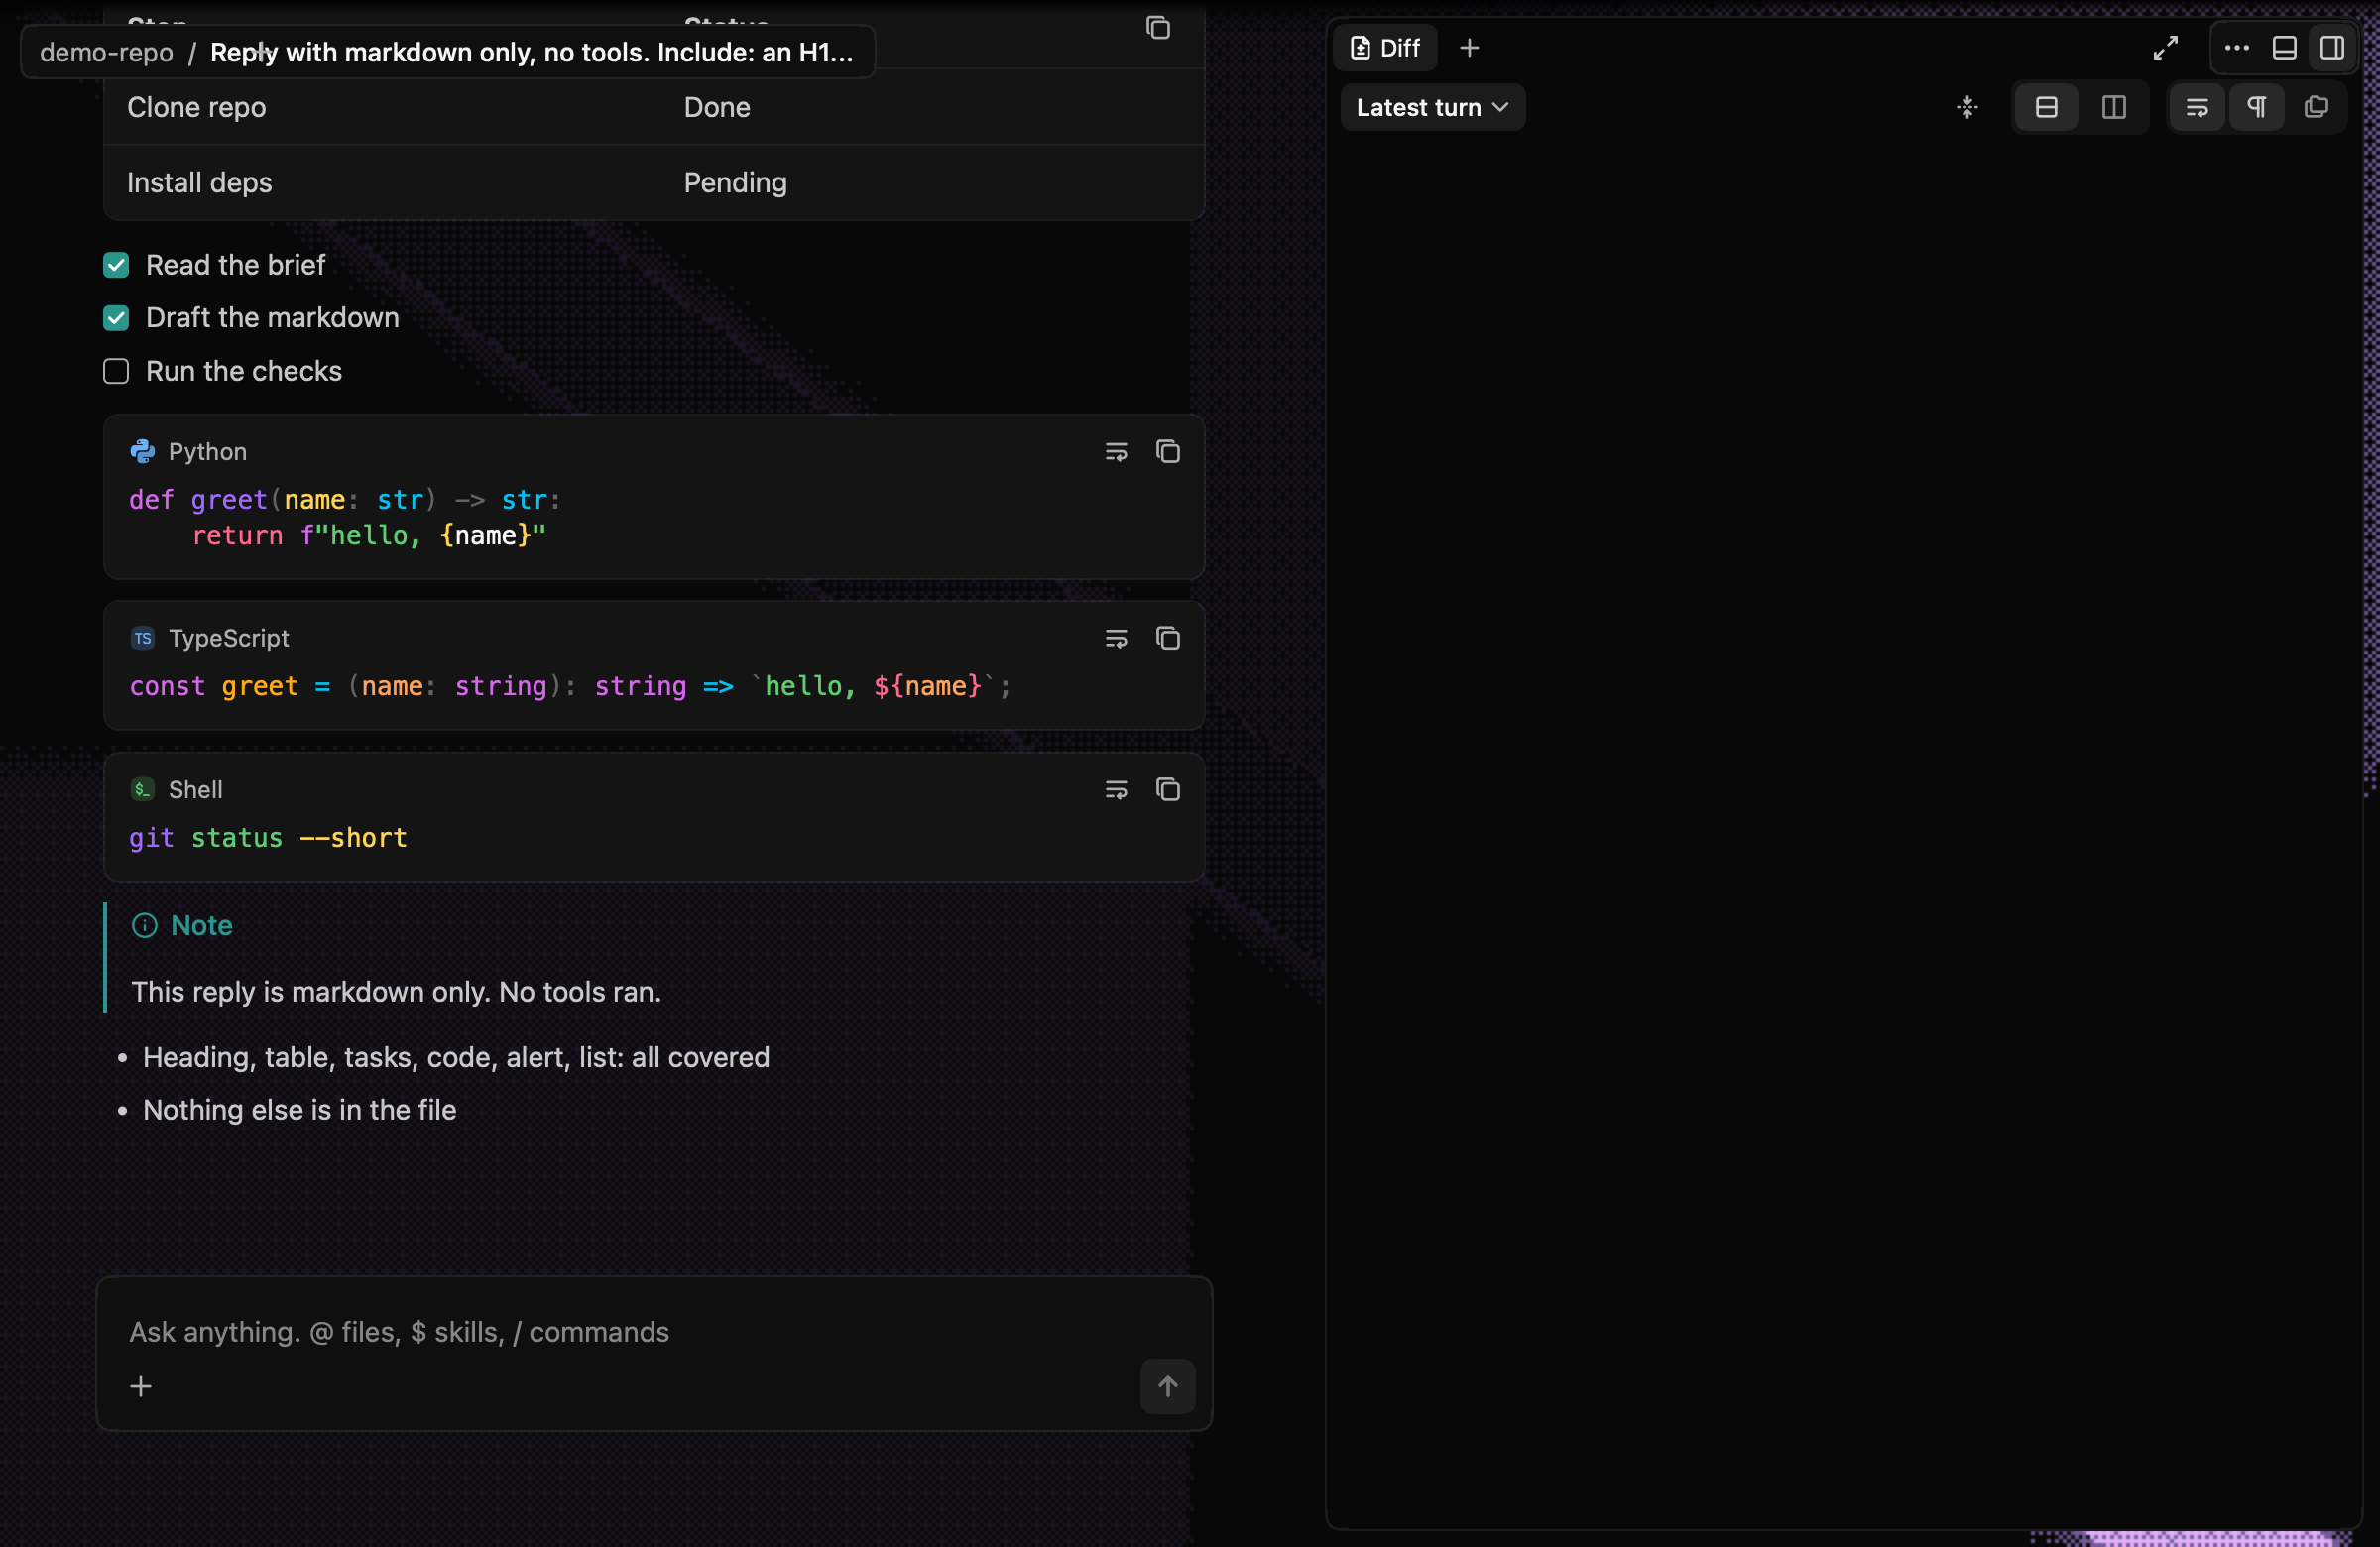 Step Status
demo-repo / Reply with markdown only, no tools. Include: an H1...
Clone repo Done
Install deps Pending
Read the brief
Draft the markdown
Run the checks
Python
def greet(name: str) -> str:
    return f"hello, {name}"
TS TypeScript
const greet = (name: string): string => `hello, ${name}`;
$_ Shell
git status --short
Note
This reply is markdown only. No tools ran.
• Heading, table, tasks, code, alert, list: all covered
• Nothing else is in the file
Ask anything. @ files, $ skills, / commands
Diff
Latest turn